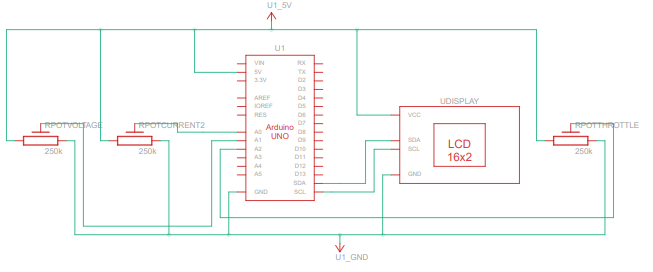 U1_5V
U1
VIN
5V
3.3V
AREF
IOREF
RES
A0
A1
A2
A3
A4
A5
GND
Arduino
UNO
RX
TX
D2
D3
D4
D5
D6
D7
D8
D9
D10
D11
D12
D13
SDA
SCL
RPOTVOLTAGE
250k
RPOTCURRENT2
250k
UDISPLAY
VCC
SDA
SCL
GND
LCD
16x2
RPOTTHROTTLE
250k
U1_GND